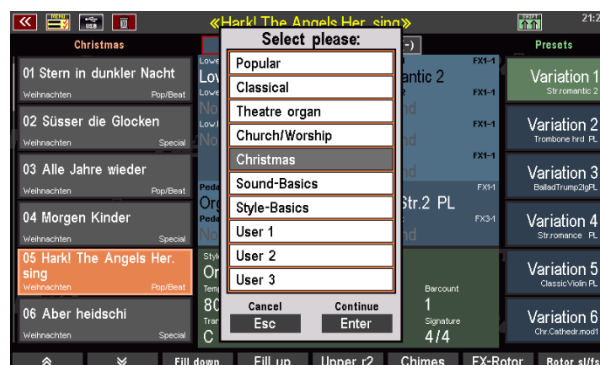 MENU
«Hark! The Angels Her. sing»
21:2
Christmas
Select please:
-)
Presets
01 Stern in dunkler Nacht
Weihnachten Pop/Beat
02 Süsser die Glocken
Weihnachten Special
03 Alle Jahre wieder
Weihnachten Pop/Beat
04 Morgen Kinder
Weihnachten Special
05 Hark! The Angels Her.
sing
Weihnachten Pop/Beat
06 Aber heidschi
Weihnachten Special
Popular
Classical
Theatre organ
Church/Worship
Christmas
Sound-Basics
Style-Basics
User 1
User 2
User 3
Cancel Continue
Esc Enter
antic 2
FX1-1
FX1-1
FX1-1
FX1-1
FX1-1
Str.2 PL
FX3-1
Barcount
1
Signature
4/4
80
C
Variation 1
Str.romantic 2
Variation 2
Trombone hrd PL
Variation 3
BalladTrump2lgPL
Variation 4
Str.romance PL
Variation 5
ClassicViolin PL
Variation 6
Chr.Cathedr.mod1
Fill down Fill up Upper r2 Chimes FX-Rotor Rotor sl/fs